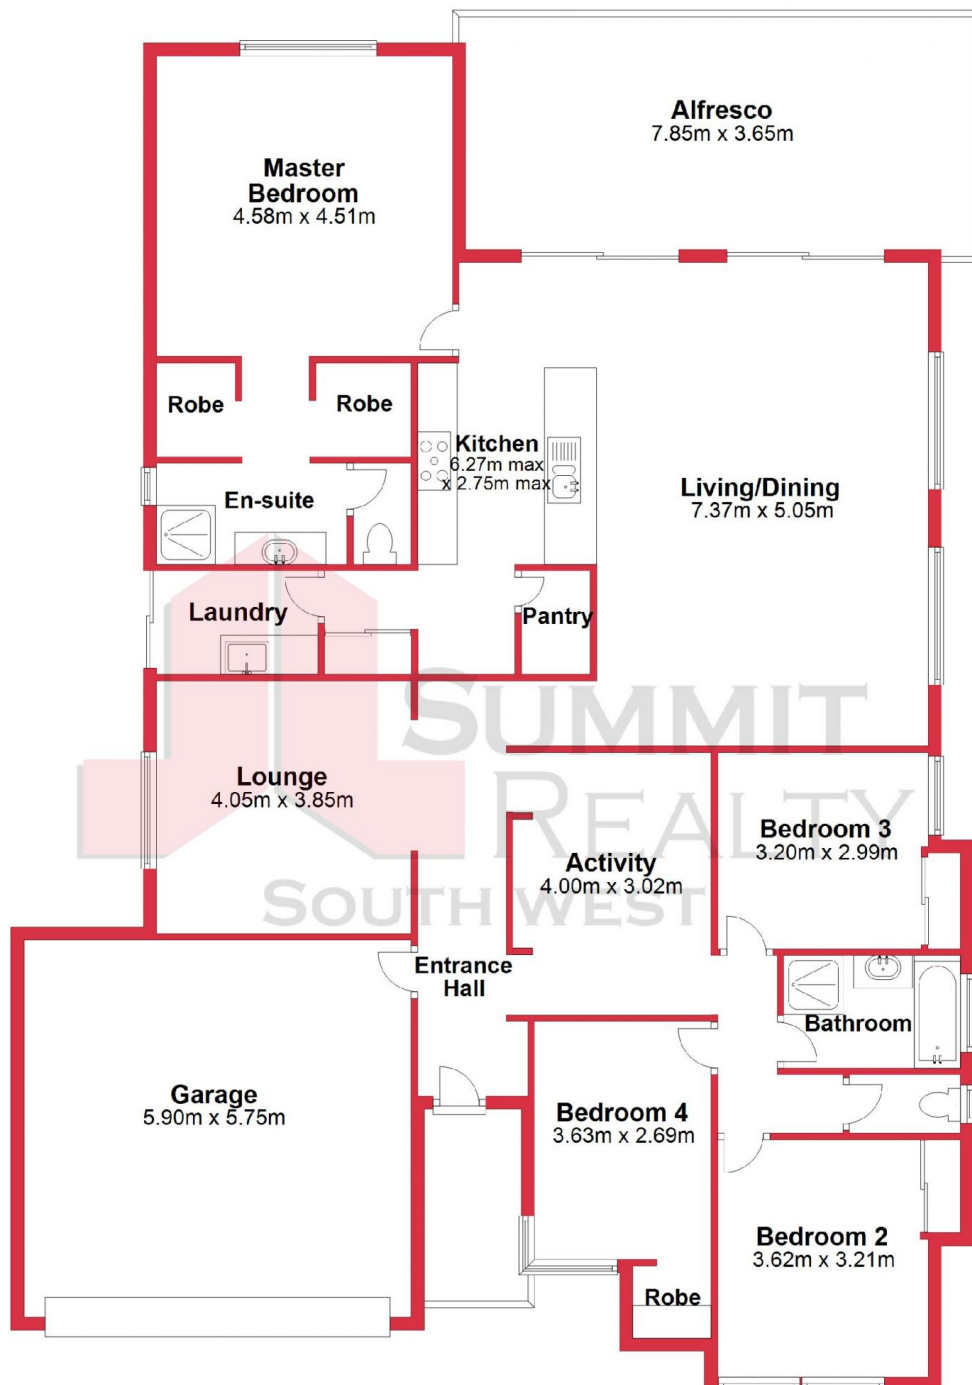 Alfresco
7.85m x 3.65m
Master
Bedroom
4.58m x 4.51m
Robe
Robe
Kitchen
6.27m max
x 2.75m max
En-suite
Living/Dining
7.37m x 5.05m
Laundry
Pantry
SUMMIT
REALTY
SOUTH WEST
Lounge
4.05m x 3.85m
Bedroom 3
3.20m x 2.99m
Activity
4.00m x 3.02m
Entrance
Hall
Bathroom
Garage
5.90m x 5.75m
Bedroom 4
3.63m x 2.69m
Bedroom 2
3.62m x 3.21m
Robe